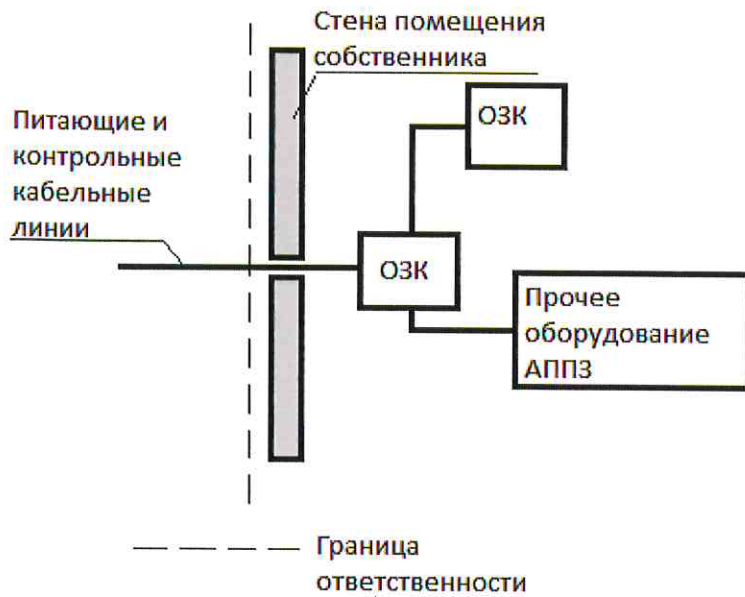 Стена помещения
собственника
ОЗК
Питающие и
контрольные
кабельные
линии
ОЗК
Прочее
оборудование
АППЗ
Граница
ответственности